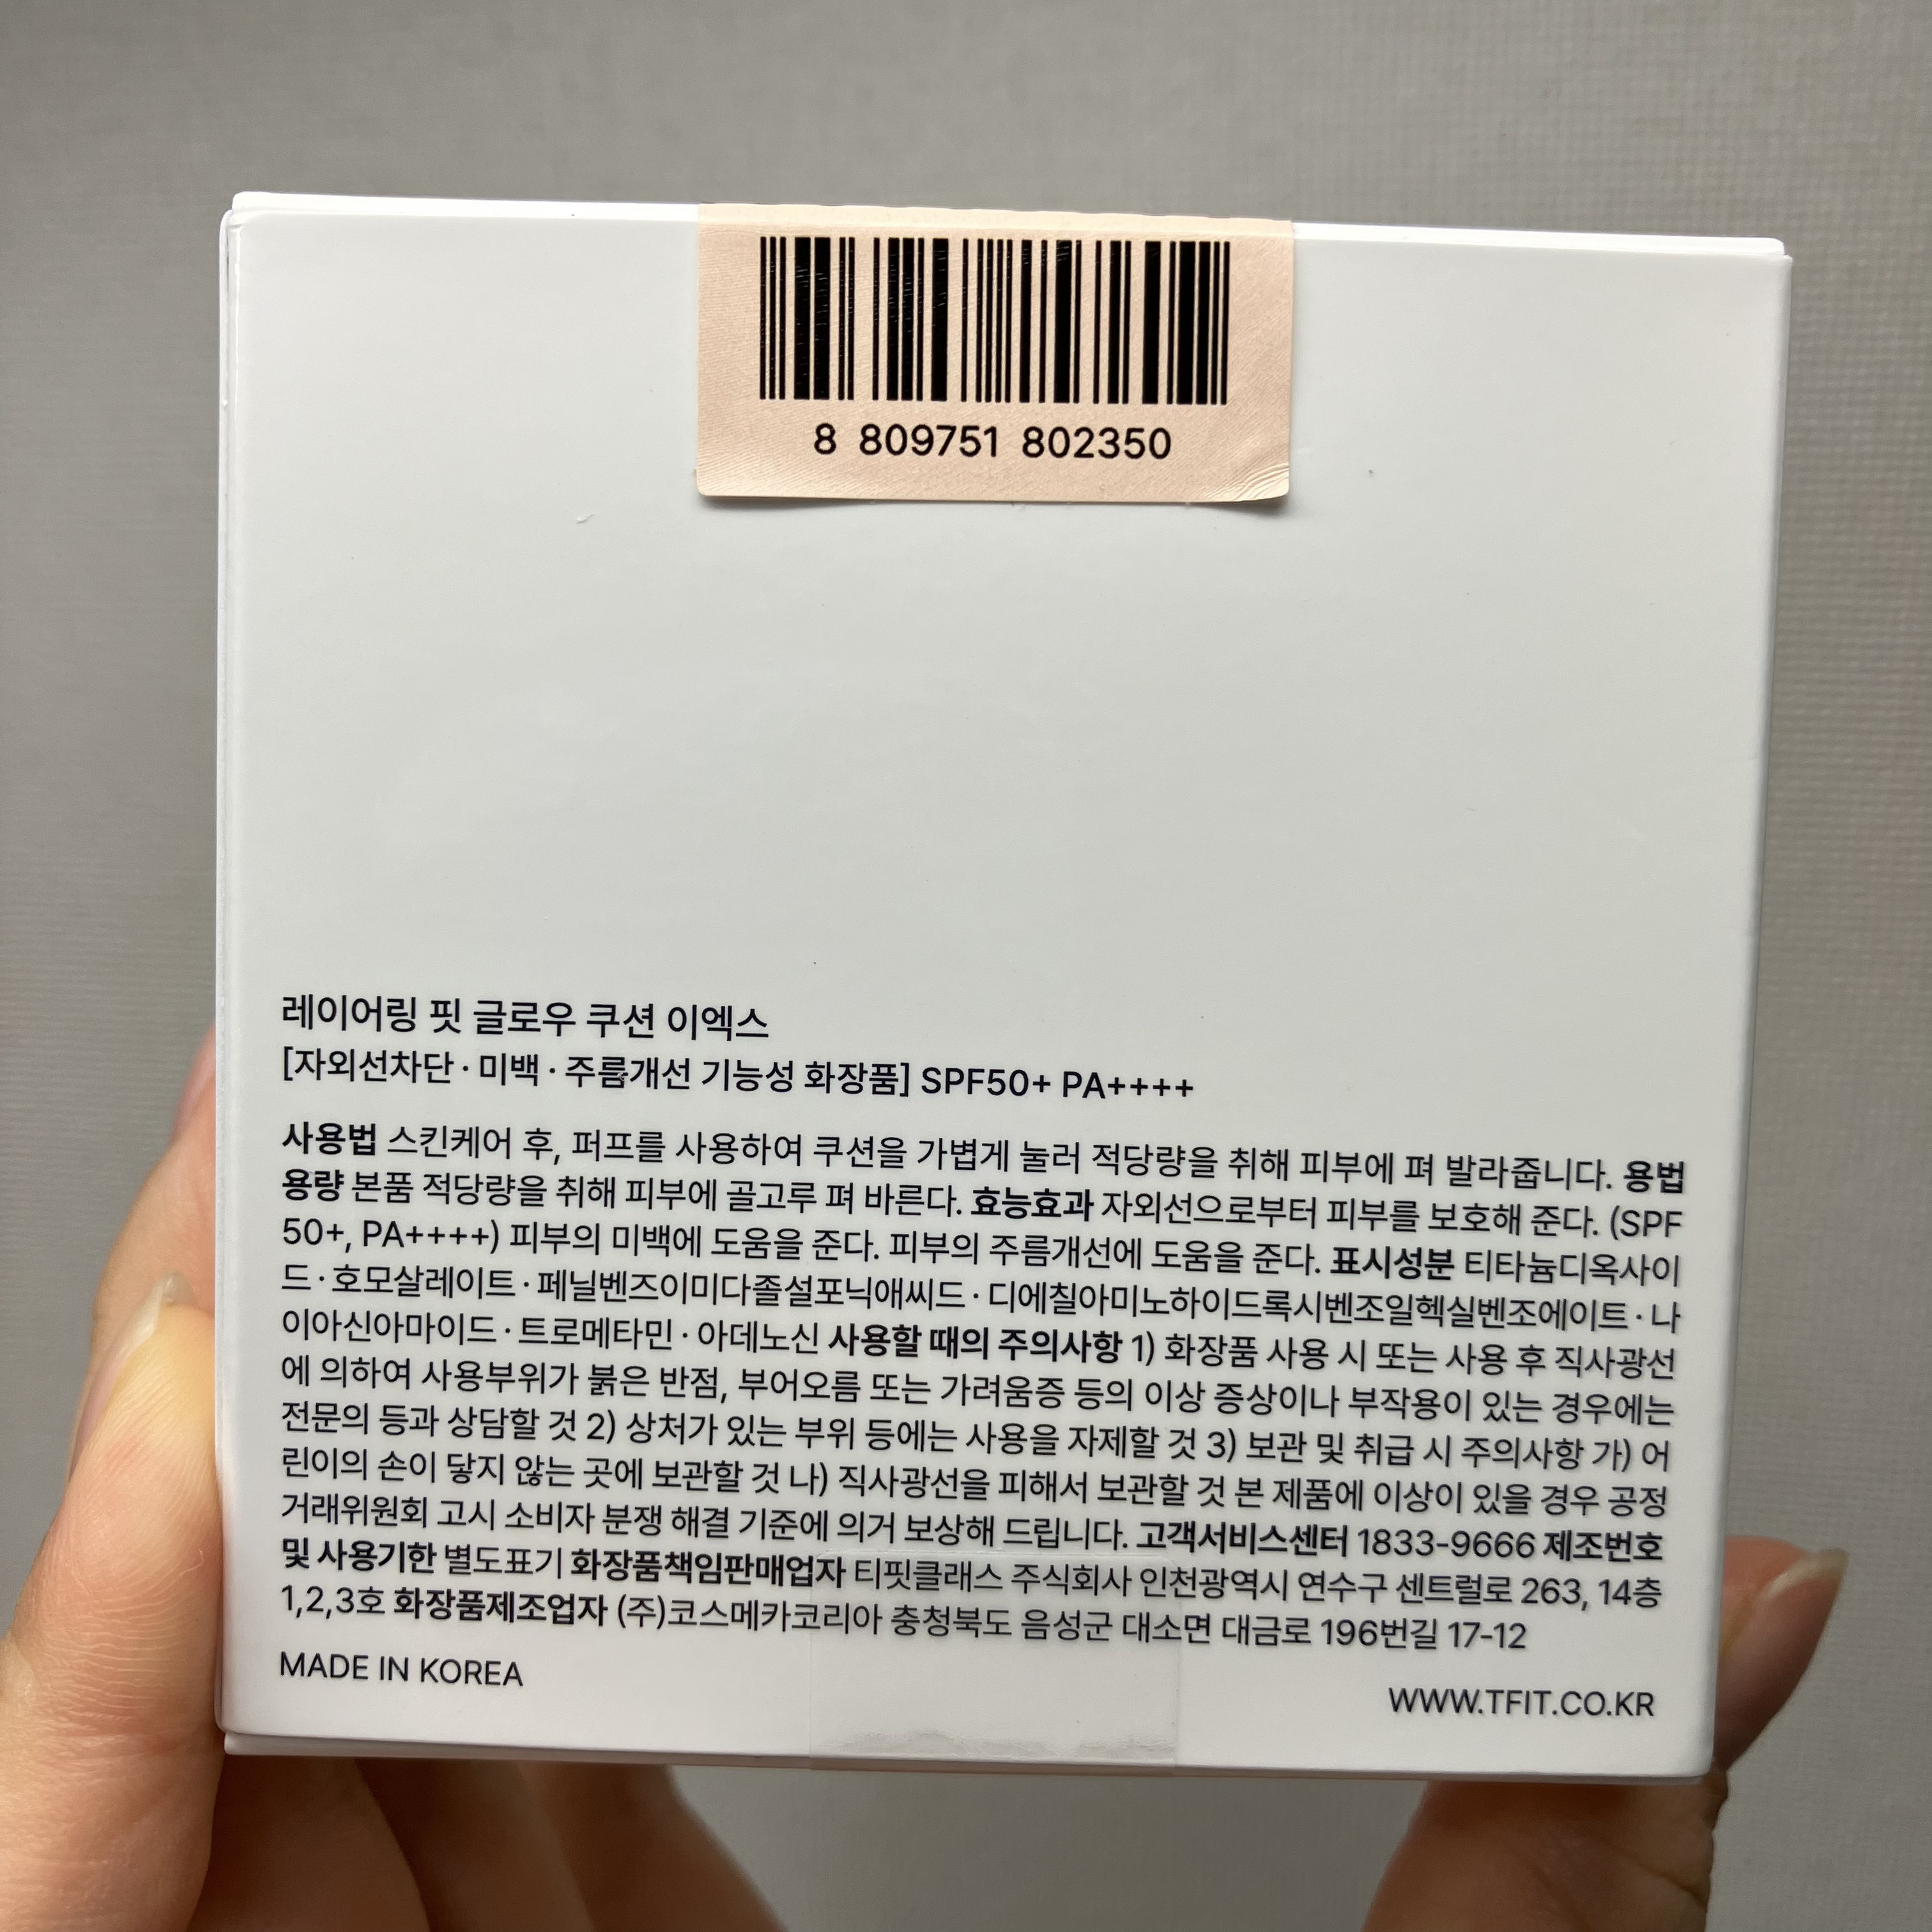 8 809751 802350
레이어링 핏 글로우 쿠션 이엑스
[자외선차단·미백·주름개선 기능성 화장품] SPF50+ PA++++
사용법 스킨케어 후, 퍼프를 사용하여 쿠션을 가볍게 눌러 적당량을 취해 피부에 펴 발라줍니다. 용법
용량 본품 적당량을 취해 피부에 골고루 펴 바른다. 효능효과 자외선으로부터 피부를 보호해 준다. (SPF
50+, PA++++) 피부의 미백에 도움을 준다. 피부의 주름개선에 도움을 준다. 표시성분 티타늄디옥사이
드·호모살레이트·페닐벤즈이미다졸설포닉애씨드·디에칠아미노하이드록시벤조일헥실벤조에이트·나
이아신아마이드·트로메타민·아데노신 사용할 때의 주의사항 1) 화장품 사용 시 또는 사용 후 직사광선
에 의하여 사용부위가 붉은 반점, 부어오름 또는 가려움증 등의 이상 증상이나 부작용이 있는 경우에는
전문의 등과 상담할 것 2) 상처가 있는 부위 등에는 사용을 자제할 것 3) 보관 및 취급 시 주의사항 가) 어
린이의 손이 닿지 않는 곳에 보관할 것 나) 직사광선을 피해서 보관할 것 본 제품에 이상이 있을 경우 공정
거래위원회 고시 소비자 분쟁 해결 기준에 의거 보상해 드립니다. 고객서비스센터 1833-9666 제조번호
및 사용기한 별도표기 화장품책임판매업자 티핏클래스 주식회사 인천광역시 연수구 센트럴로 263, 14층
1,2,3호 화장품제조업자 (주)코스메카코리아 충청북도 음성군 대소면 대금로 196번길 17-12
MADE IN KOREA
WWW.TFIT.CO.KR